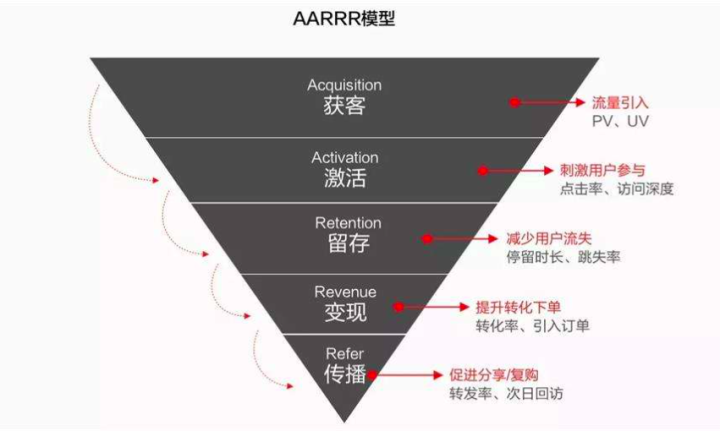 AARRR模型
Acquisition
获客
流量引入
PV、UV
Activation
激活
刺激用户参与
点击率、访问深度
Retention
留存
减少用户流失
停留时长、跳失率
Revenue
变现
提升转化下单
转化率、引入订单
Refer
传播
促进分享/复购
转发率、次日回访